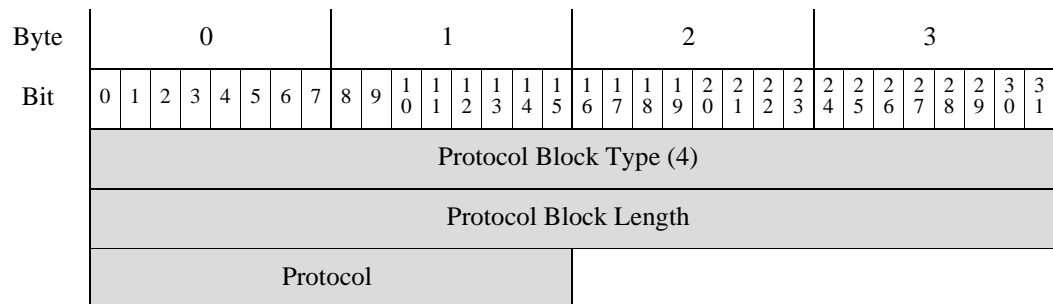 Byte 0 1 2 3
Bit 0 1 2 3 4 5 6 7 8 9 10 11 12 13 14 15 16 17 18 19 20 21 22 23 24 25 26 27 28 29 30 31
Protocol Block Type (4)
Protocol Block Length
Protocol